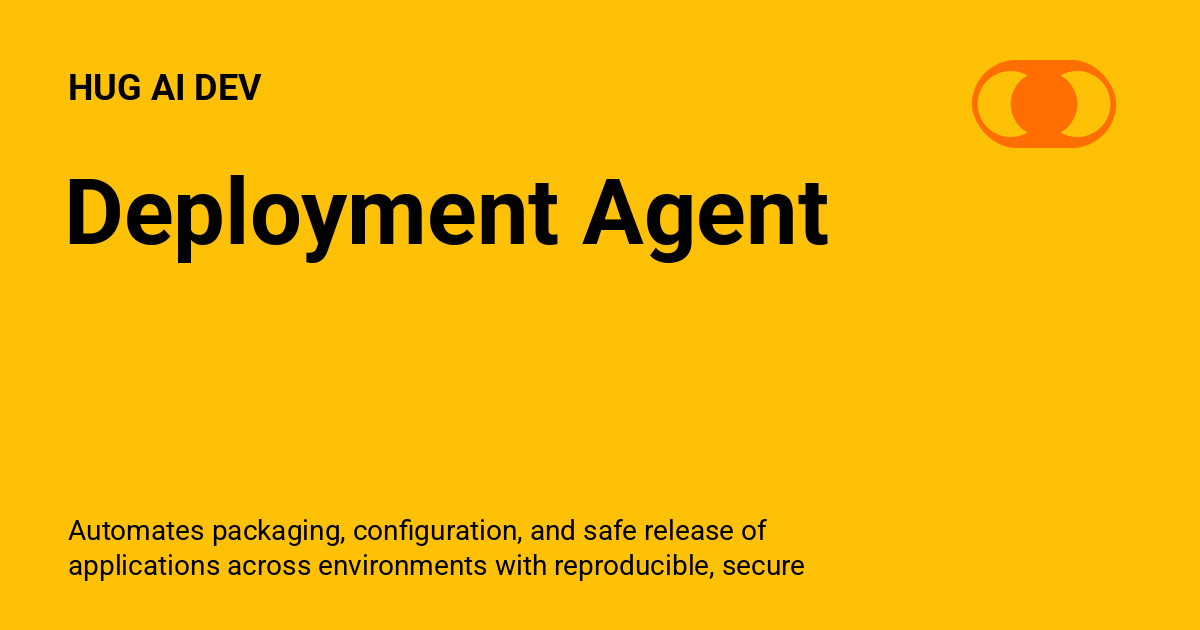 HUG AI DEV
Deployment Agent
Automates packaging, configuration, and safe release of
applications across environments with reproducible, secure